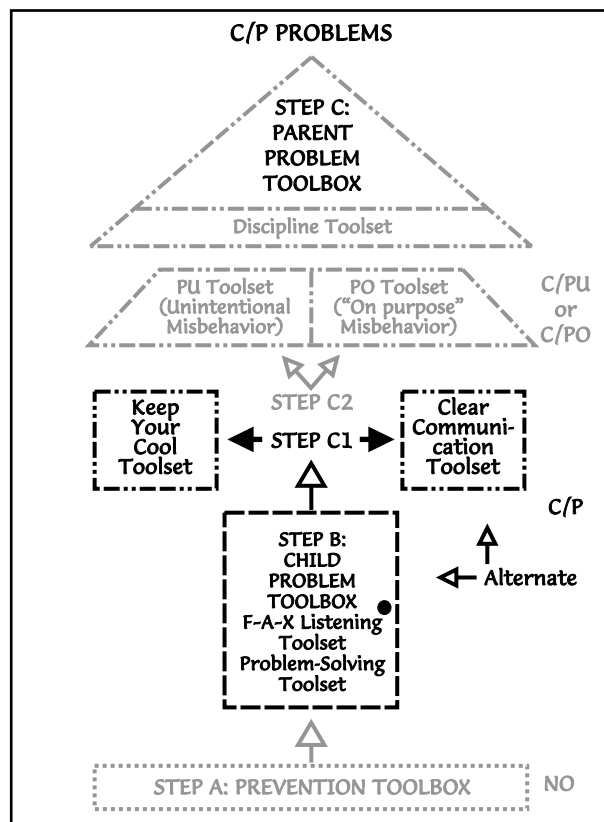 C/P PROBLEMS
STEP C:
PARENT
PROBLEM
TOOLBOX
Discipline Toolset
PU Toolset
(Unintentional
Misbehavior)
PO Toolset
("On purpose"
Misbehavior)
C/PU
or
C/PO
STEP C2
Keep
Your
Cool
Toolset
STEP C1
Clear
Communi-
cation
Toolset
C/P
STEP B:
CHILD
PROBLEM
TOOLBOX
F-A-X Listening
Toolset
Problem-Solving
Toolset
Alternate
STEP A: PREVENTION TOOLBOX
NO